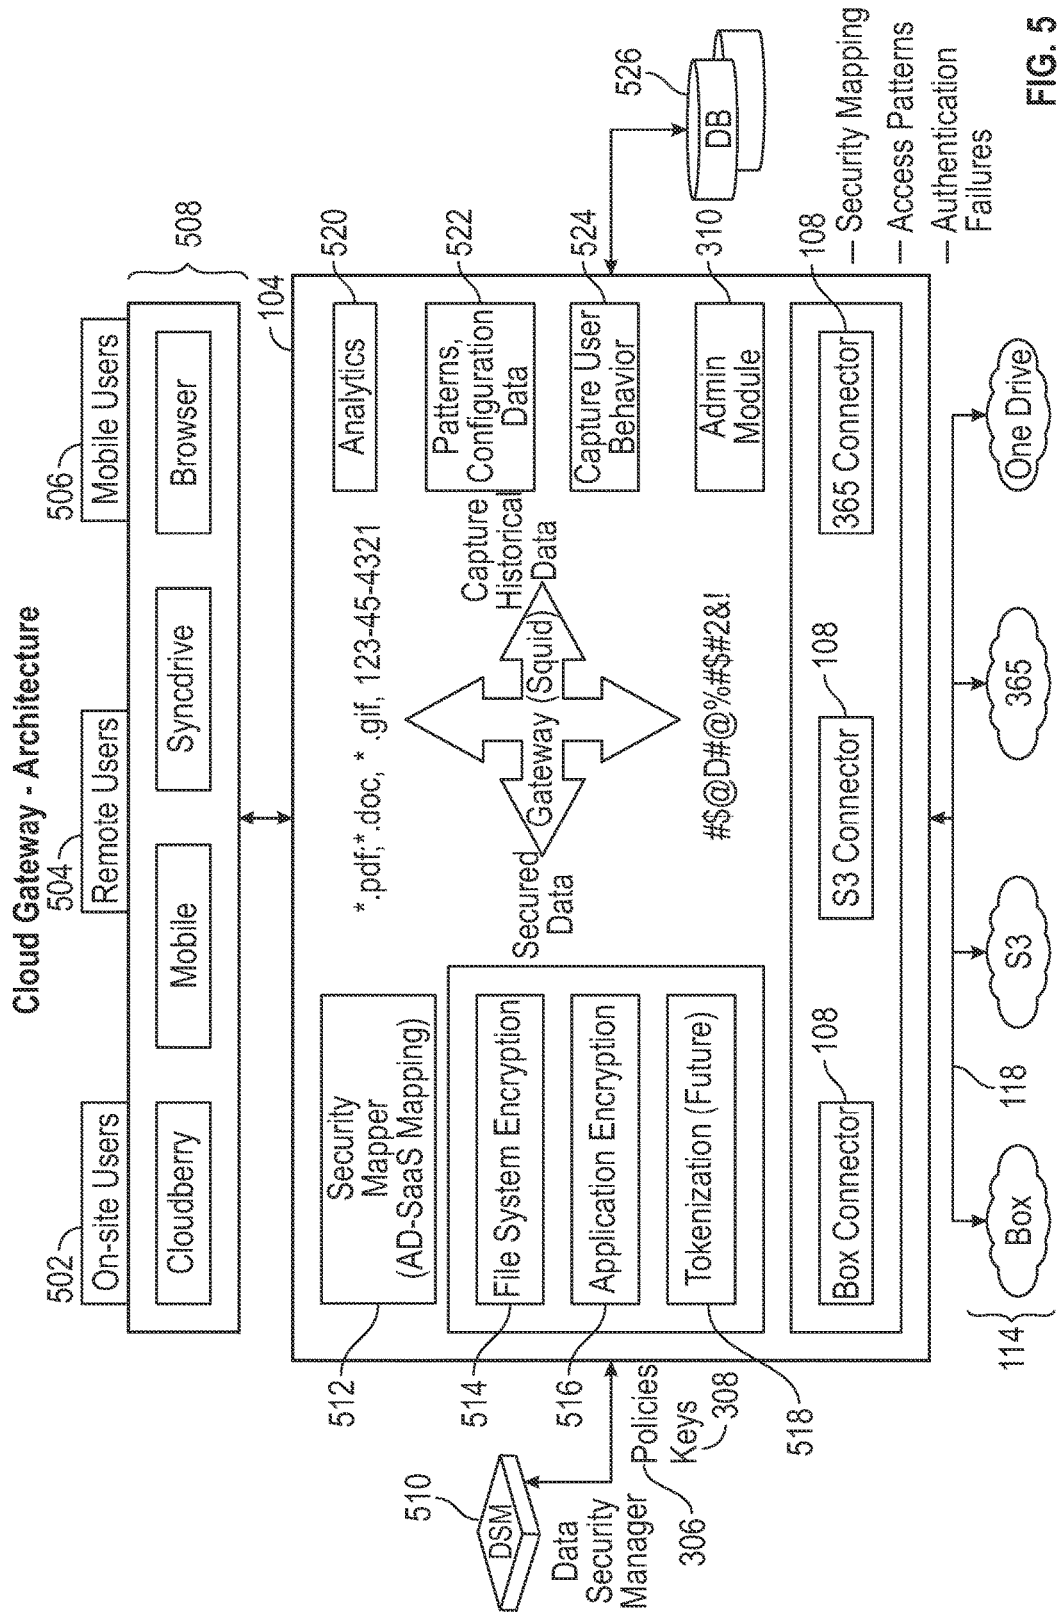 Cloud Gateway - Architecture
502
504
506
On-site Users
Remote Users
Mobile Users
508
Cloudberry
Mobile
Syncdrive
Browser
104
512
Security
Mapper
(AD-SaaS Mapping)
514
File System Encryption
516
Application Encryption
518
Tokenization (Future)
*.pdf;*.doc, * .gif, 123-45-4321
Secured
Data
Gateway (Squid)
Capture
Historical
Data
#$@D#@%#$#2&!
Analytics
520
Patterns,
Configuration
Data
522
Capture User
Behavior
524
Admin
Module
310
510
DSM
Data
Security
Manager
Policies
306
Keys
308
526
DB
– Security Mapping
– Access Patterns
– Authentication
Failures
Box Connector
108
S3 Connector
108
365 Connector
108
118
114
Box
S3
365
One Drive
FIG. 5